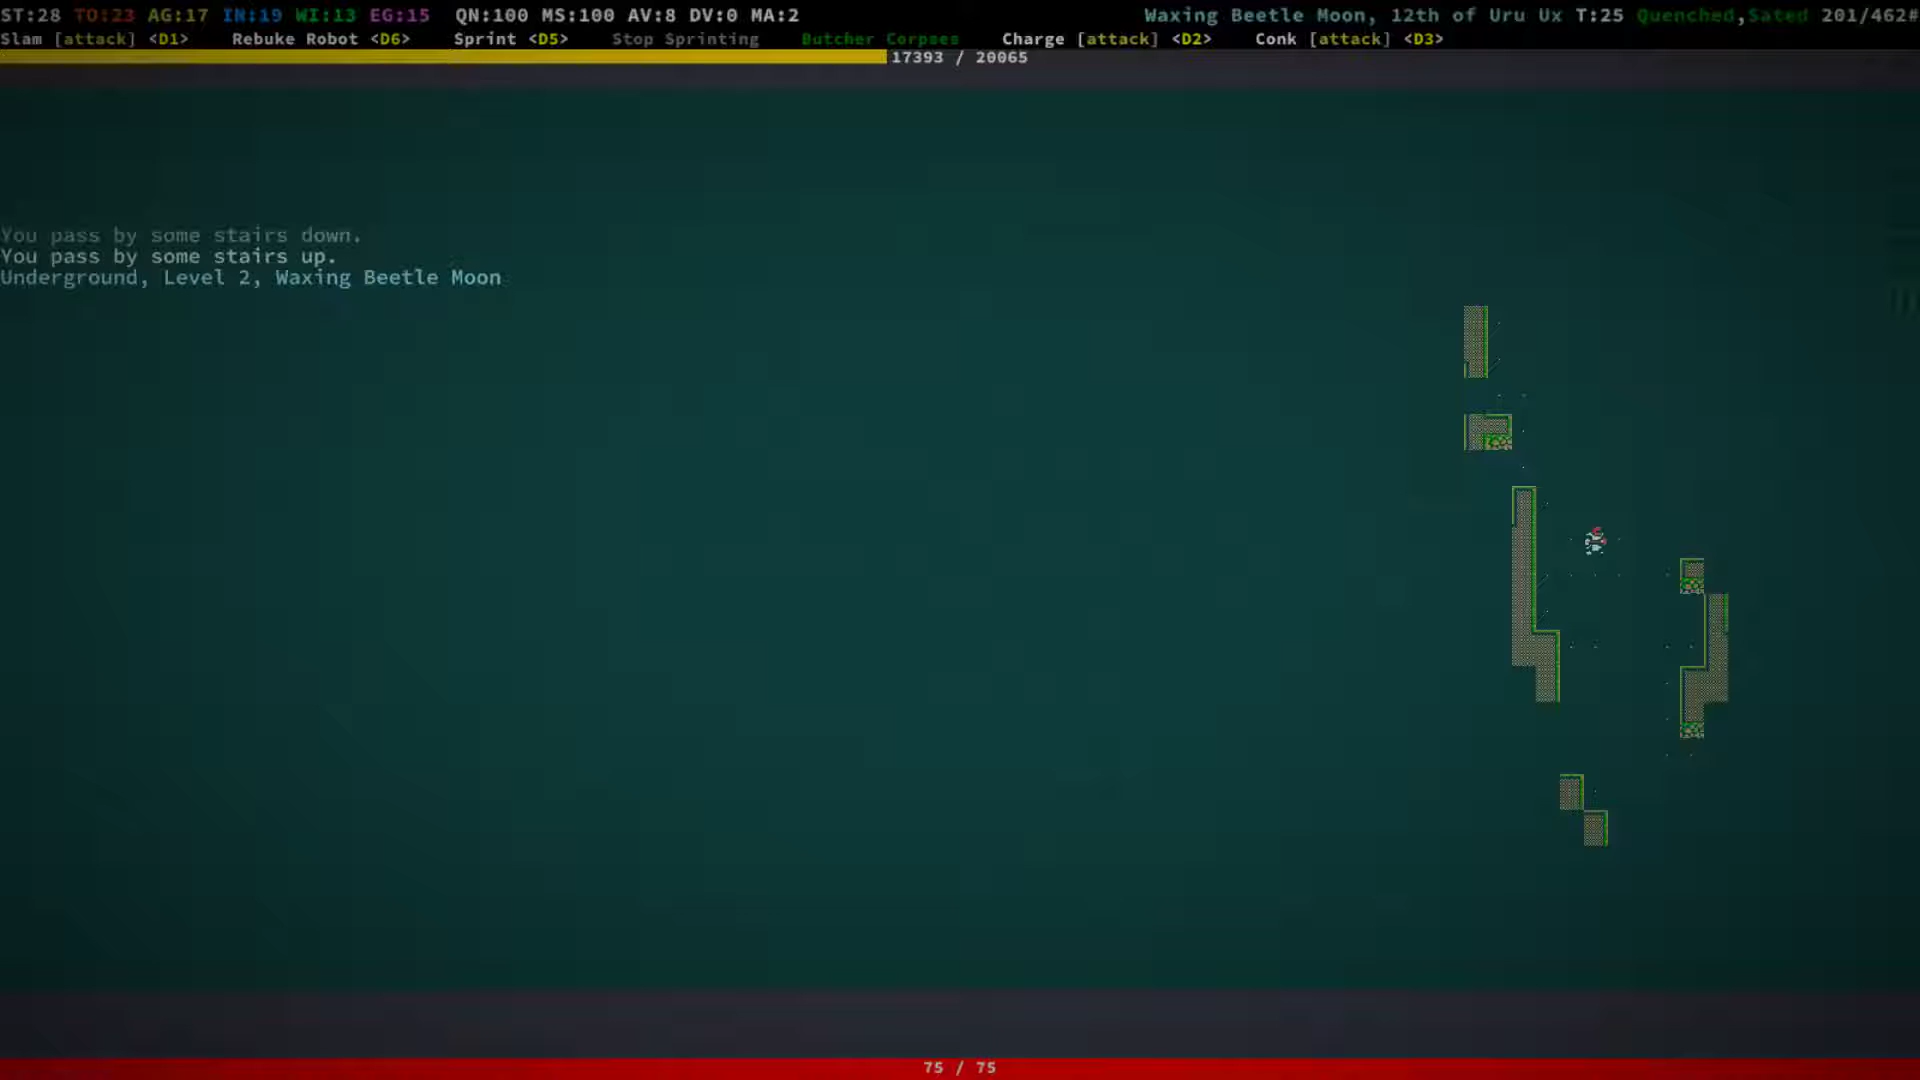 ST:28 TO:23 AG:17 IN:19 WI:13 EG:15 QN:100 MS:100 AV:8 DV:0 MA:2 Waxing Beetle Moon, 12th of Uru Ux T:25 Quenched,Sated 201/462#
Slam [attack] <D1> Rebuke Robot <D6> Sprint <D5> Stop Sprinting Butcher Corpses Charge [attack] <D2> Conk [attack] <D3>
17393 / 20065
You pass by some stairs down.
You pass by some stairs up.
Underground, Level 2, Waxing Beetle Moon
75 / 75